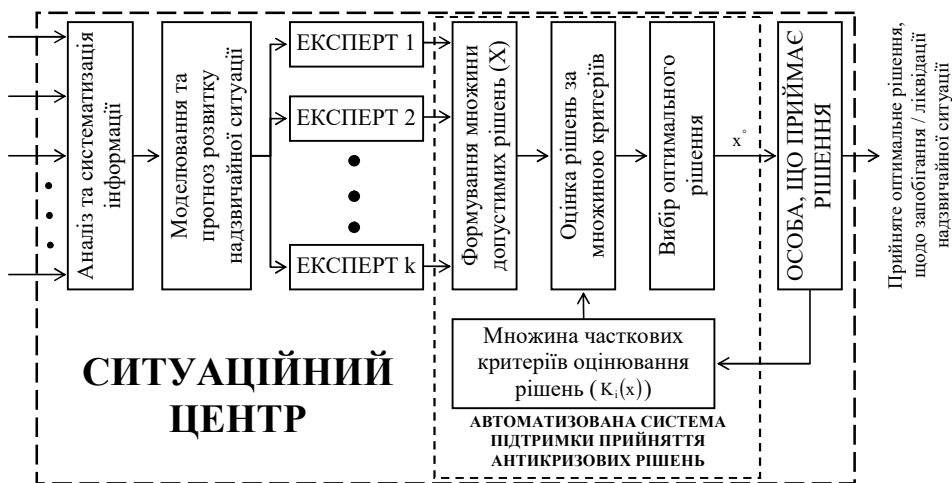 Аналіз та систематизація
інформації
Моделювання та
прогноз розвитку
надзвичайної ситуації
ЕКСПЕРТ 1
ЕКСПЕРТ 2
ЕКСПЕРТ k
Формування множини
допустимих рішень (X)
Оцінка рішень за
множиною критеріїв
Вибір оптимального
рішення
x°
ОСОБА, ЩО ПРИЙМАЄ
РІШЕННЯ
Прийняте оптимальне рішення,
щодо запобігання / ліквідації
надзвичайної ситуації
Множина часткових
критеріїв оцінювання
рішень (K_i(x))
СИТУАЦІЙНИЙ
ЦЕНТР
АВТОМАТИЗОВАНА СИСТЕМА
ПІДТРИМКИ ПРИЙНЯТТЯ
АНТИКРИЗОВИХ РІШЕНЬ